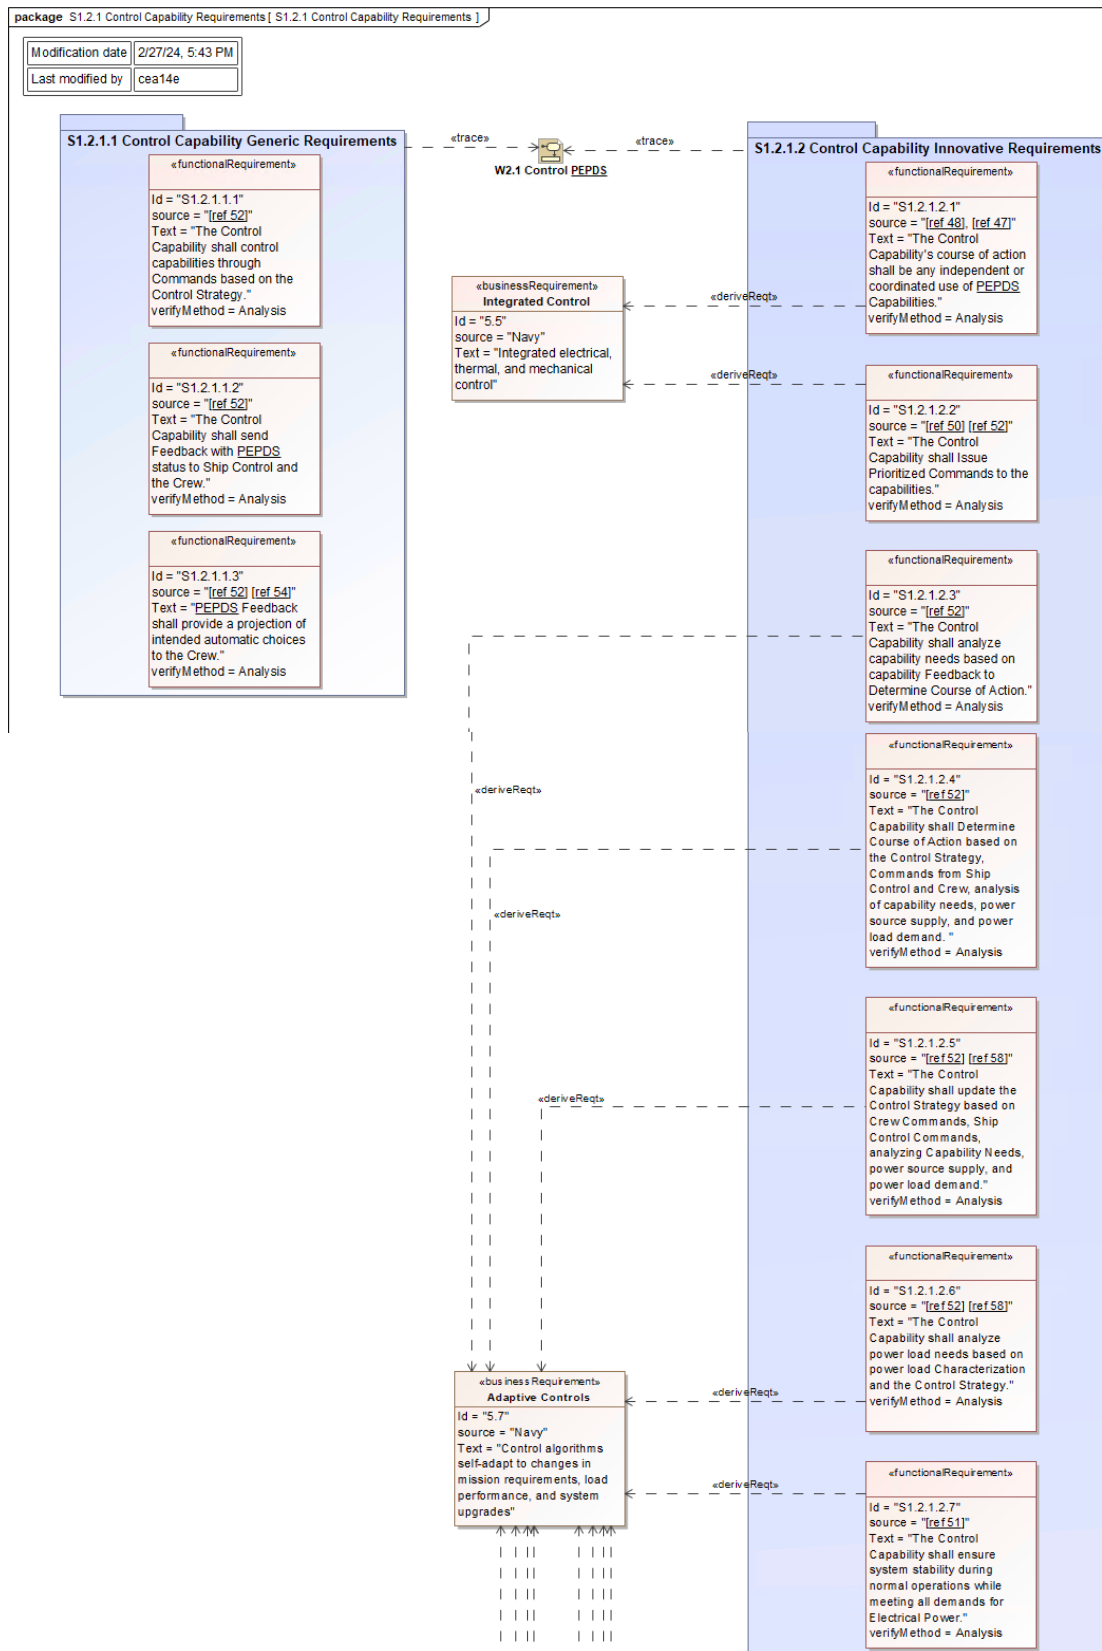 package S1.2.1 Control Capability Requirements [ S1.2.1 Control Capability Requirements ]
Modification date 2/27/24, 5:43 PM
Last modified by cea14e
S1.2.1.1 Control Capability Generic Requirements
«functionalRequirement»
Id = "S1.2.1.1.1"
source = "[ref 52]"
Text = "The Control
Capability shall control
capabilities through
Commands based on the
Control Strategy."
verifyMethod = Analysis
«functionalRequirement»
Id = "S1.2.1.1.2"
source = "[ref 52]"
Text = "The Control
Capability shall send
Feedback with PEPDS
status to Ship Control and
the Crew."
verifyMethod = Analysis
«functionalRequirement»
Id = "S1.2.1.1.3"
source = "[ref 52] [ref 54]"
Text = "PEPDS Feedback
shall provide a projection of
intended automatic choices
to the Crew."
verifyMethod = Analysis
«trace»
«trace»
W2.1 Control PEPDS
«businessRequirement»
Integrated Control
Id = "5.5"
source = "Navy"
Text = "Integrated electrical,
thermal, and mechanical
control"
«deriveReqt»
«deriveReqt»
S1.2.1.2 Control Capability Innovative Requirements
«functionalRequirement»
Id = "S1.2.1.2.1"
source = "[ref 48], [ref 47]"
Text = "The Control
Capability's course of action
shall be any independent or
coordinated use of PEPDS
Capabilities."
verifyMethod = Analysis
«functionalRequirement»
Id = "S1.2.1.2.2"
source = "[ref 50] [ref 52]"
Text = "The Control
Capability shall Issue
Prioritized Commands to the
capabilities."
verifyMethod = Analysis
«functionalRequirement»
Id = "S1.2.1.2.3"
source = "[ref 52]"
Text = "The Control
Capability shall analyze
capability needs based on
capability Feedback to
Determine Course of Action."
verifyMethod = Analysis
«functionalRequirement»
Id = "S1.2.1.2.4"
source = "[ref 52]"
Text = "The Control
Capability shall Determine
Course of Action based on
the Control Strategy,
Commands from Ship
Control and Crew, analysis
of capability needs, power
source supply, and power
load demand. "
verifyMethod = Analysis
«functionalRequirement»
Id = "S1.2.1.2.5"
source = "[ref 52] [ref 58]"
Text = "The Control
Capability shall update the
Control Strategy based on
Crew Commands, Ship
Control Commands,
analyzing Capability Needs,
power source supply, and
power load demand."
verifyMethod = Analysis
«functionalRequirement»
Id = "S1.2.1.2.6"
source = "[ref 52] [ref 58]"
Text = "The Control
Capability shall analyze
power load needs based on
power load Characterization
and the Control Strategy."
verifyMethod = Analysis
«functionalRequirement»
Id = "S1.2.1.2.7"
source = "[ref 51]"
Text = "The Control
Capability shall ensure
system stability during
normal operations while
meeting all demands for
Electrical Power."
verifyMethod = Analysis
«deriveReqt»
«deriveReqt»
«deriveReqt»
«deriveReqt»
«deriveReqt»
«businessRequirement»
Adaptive Controls
Id = "5.7"
source = "Navy"
Text = "Control algorithms
self-adapt to changes in
mission requirements, load
performance, and system
upgrades"